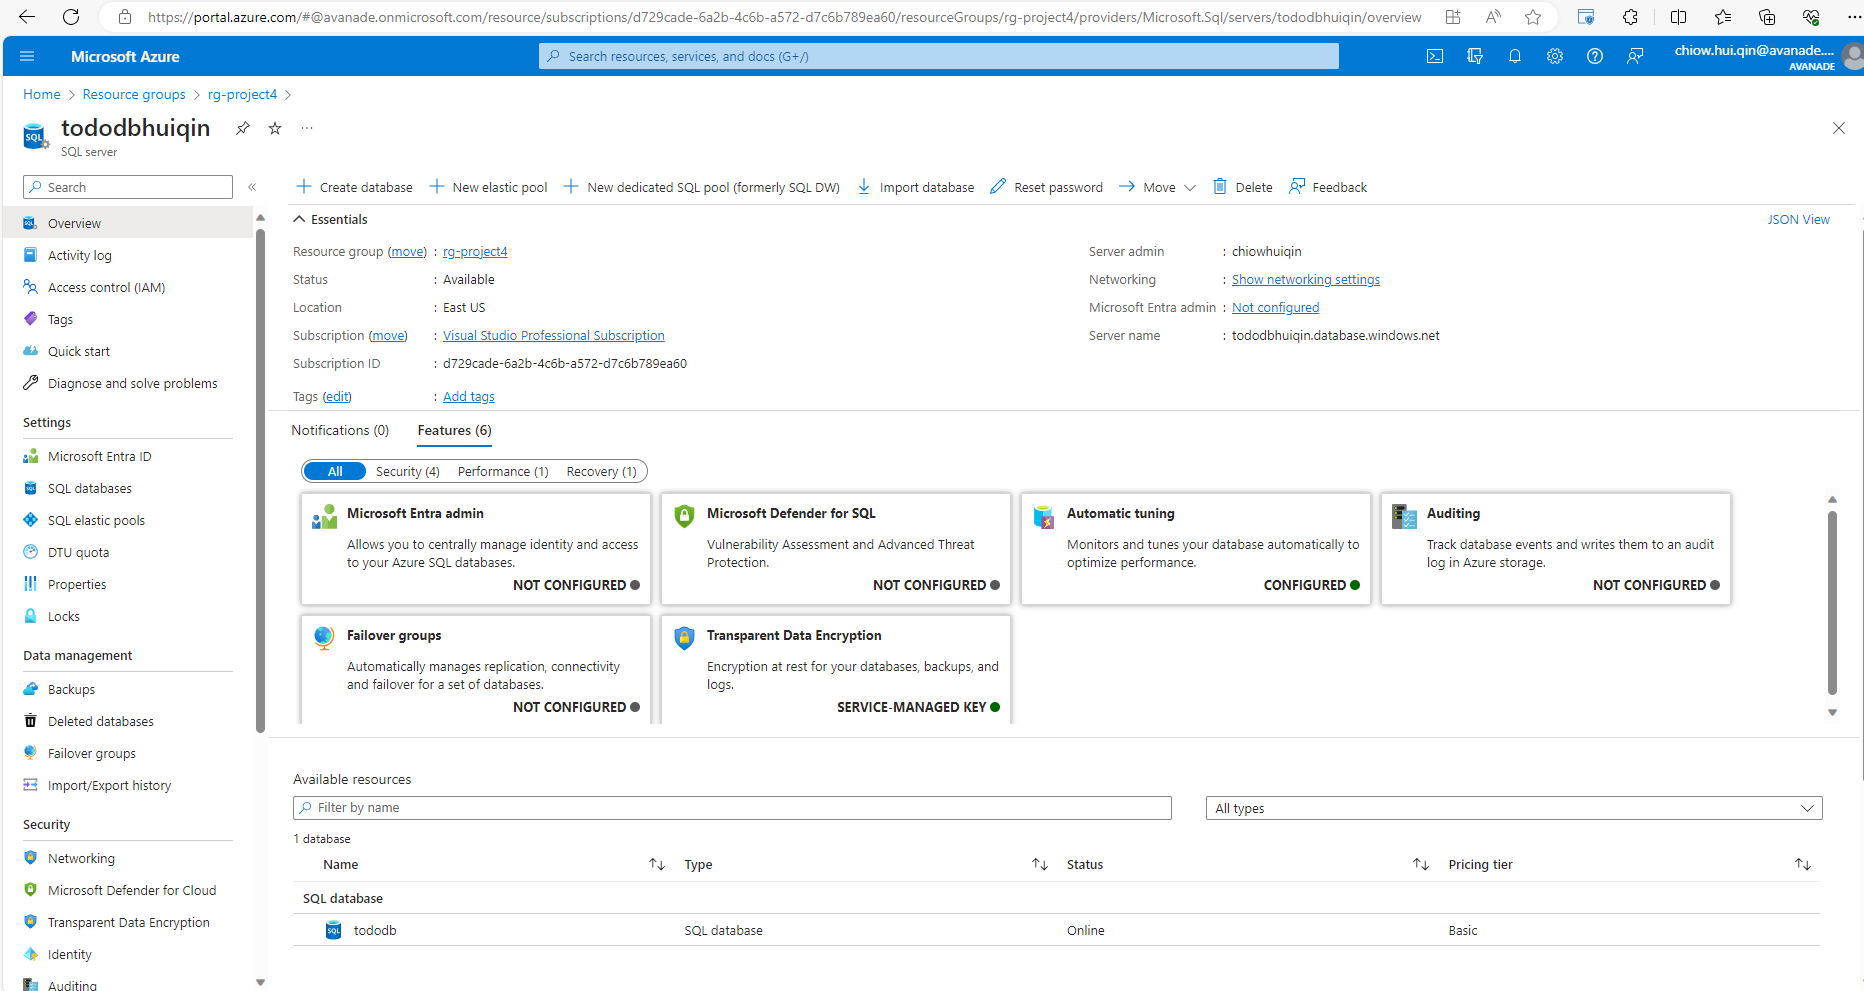 https://portal.azure.com/#@avanade.onmicrosoft.com/resource/subscriptions/d729cade-6a2b-4c6b-a572-d7c6b789ea60/resourceGroups/rg-project4/providers/Microsoft.Sql/servers/tododbhuiqin/overview
Microsoft Azure
Search resources, services, and docs (G+/)
chiow.hui.qin@avanade....
AVANADE
Home > Resource groups > rg-project4 >
tododbhuiqin
SQL server
Search
Overview
Activity log
Access control (IAM)
Tags
Quick start
Diagnose and solve problems
Settings
Microsoft Entra ID
SQL databases
SQL elastic pools
DTU quota
Properties
Locks
Data management
Backups
Deleted databases
Failover groups
Import/Export history
Security
Networking
Microsoft Defender for Cloud
Transparent Data Encryption
Identity
Auditing
Create database
New elastic pool
New dedicated SQL pool (formerly SQL DW)
Import database
Reset password
Move
Delete
Feedback
Essentials
JSON View
Resource group (move) : rg-project4
Status : Available
Location : East US
Subscription (move) : Visual Studio Professional Subscription
Subscription ID : d729cade-6a2b-4c6b-a572-d7c6b789ea60
Tags (edit) : Add tags
Server admin : chiowhuiqin
Networking : Show networking settings
Microsoft Entra admin : Not configured
Server name : tododbhuiqin.database.windows.net
Notifications (0)
Features (6)
All
Security (4)
Performance (1)
Recovery (1)
Microsoft Entra admin
Allows you to centrally manage identity and access
to your Azure SQL databases.
NOT CONFIGURED
Microsoft Defender for SQL
Vulnerability Assessment and Advanced Threat
Protection.
NOT CONFIGURED
Automatic tuning
Monitors and tunes your database automatically to
optimize performance.
CONFIGURED
Auditing
Track database events and writes them to an audit
log in Azure storage.
NOT CONFIGURED
Failover groups
Automatically manages replication, connectivity
and failover for a set of databases.
NOT CONFIGURED
Transparent Data Encryption
Encryption at rest for your databases, backups, and
logs.
SERVICE-MANAGED KEY
Available resources
Filter by name
All types
1 database
Name
Type
Status
Pricing tier
SQL database
tododb
SQL database
Online
Basic